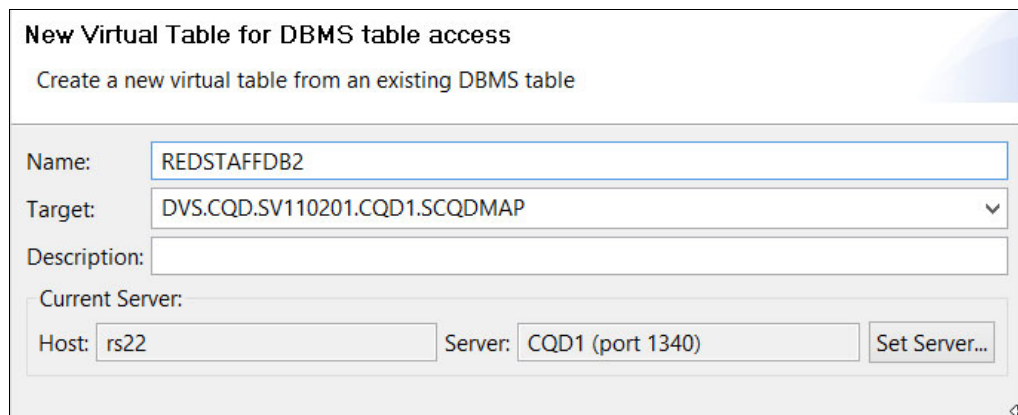 New Virtual Table for DBMS table access
Create a new virtual table from an existing DBMS table
Name: REDSTAFFDB2
Target: DVS.CQD.SV110201.CQD1.SCQDMAP
Description:
Current Server:
Host: rs22 Server: CQD1 (port 1340) Set Server...